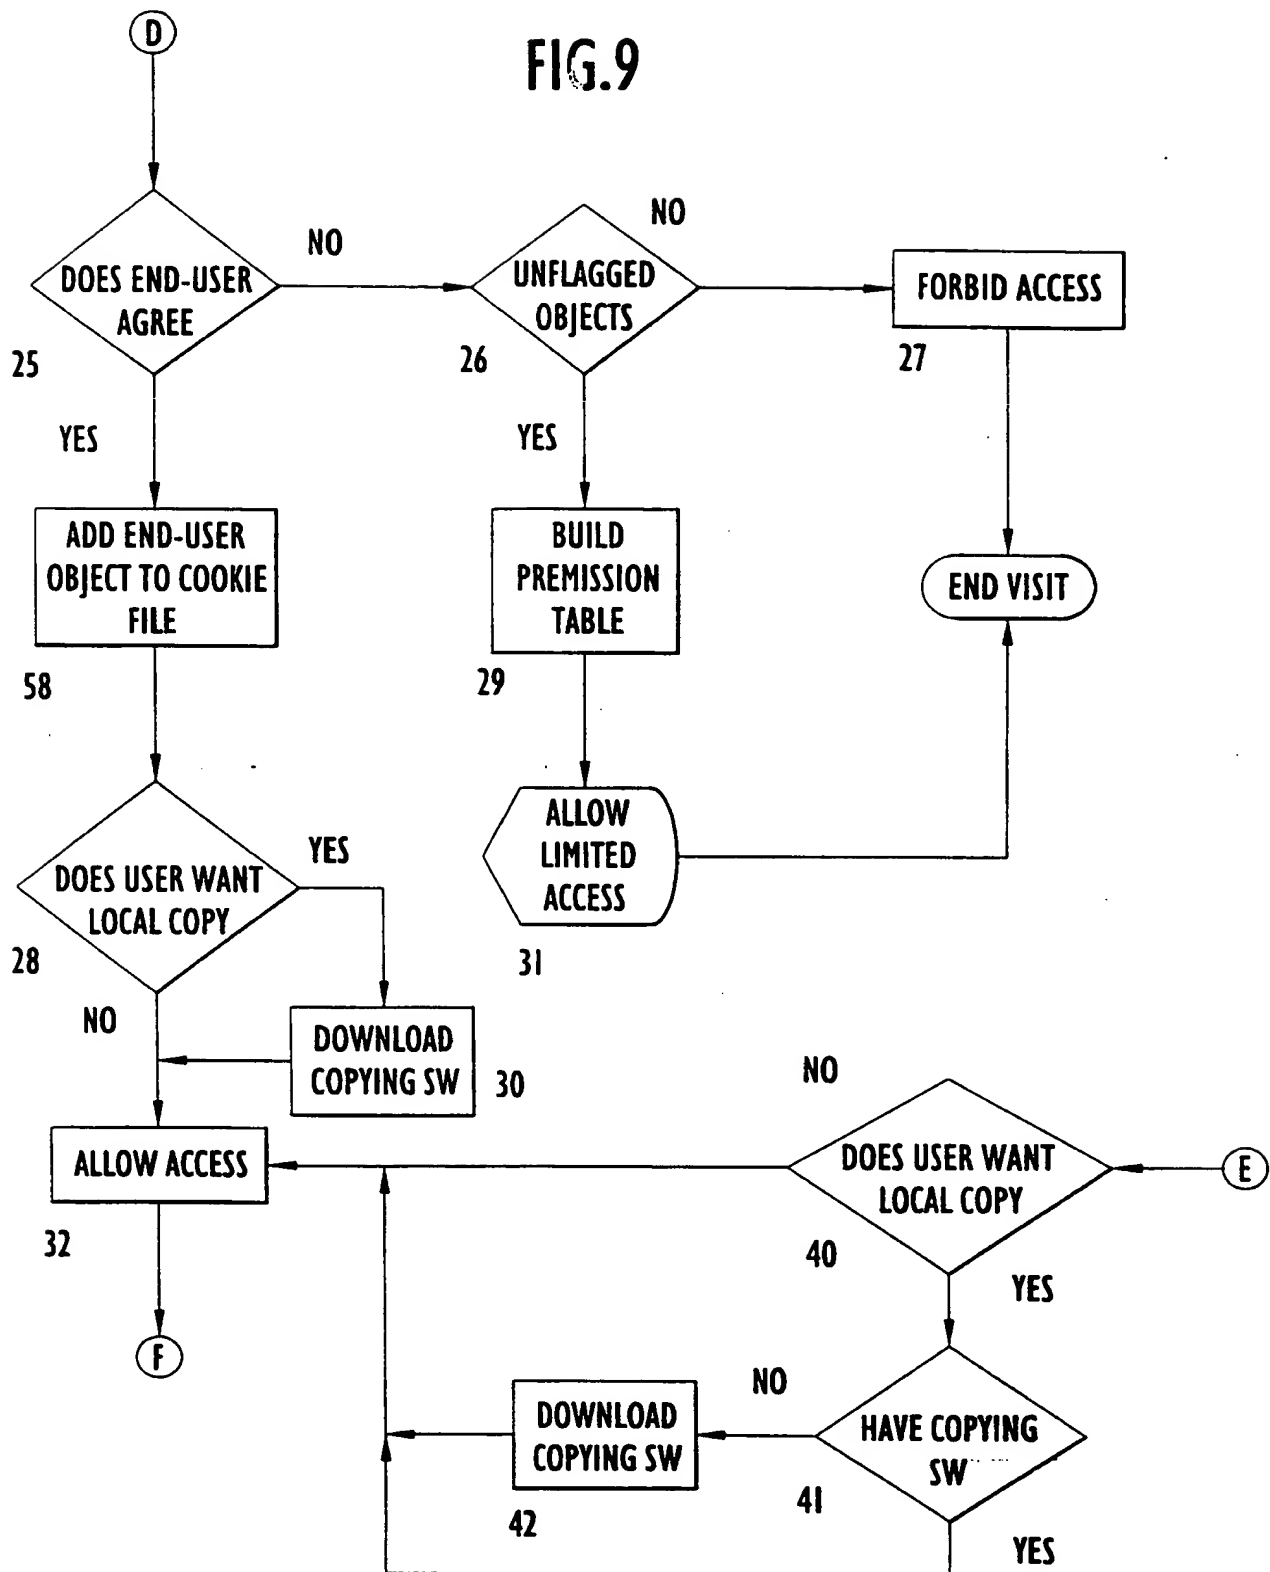 D
FIG.9
DOES END-USER
AGREE
25
NO
UNFLAGGED
OBJECTS
26
NO
FORBID ACCESS
27
YES
YES
ADD END-USER
OBJECT TO COOKIE
FILE
58
BUILD
PREMISSION
TABLE
29
END VISIT
DOES USER WANT
LOCAL COPY
28
YES
ALLOW
LIMITED
ACCESS
31
NO
DOWNLOAD
COPYING SW
30
ALLOW ACCESS
32
F
NO
DOES USER WANT
LOCAL COPY
40
E
YES
HAVE COPYING
SW
41
NO
DOWNLOAD
COPYING SW
42
YES